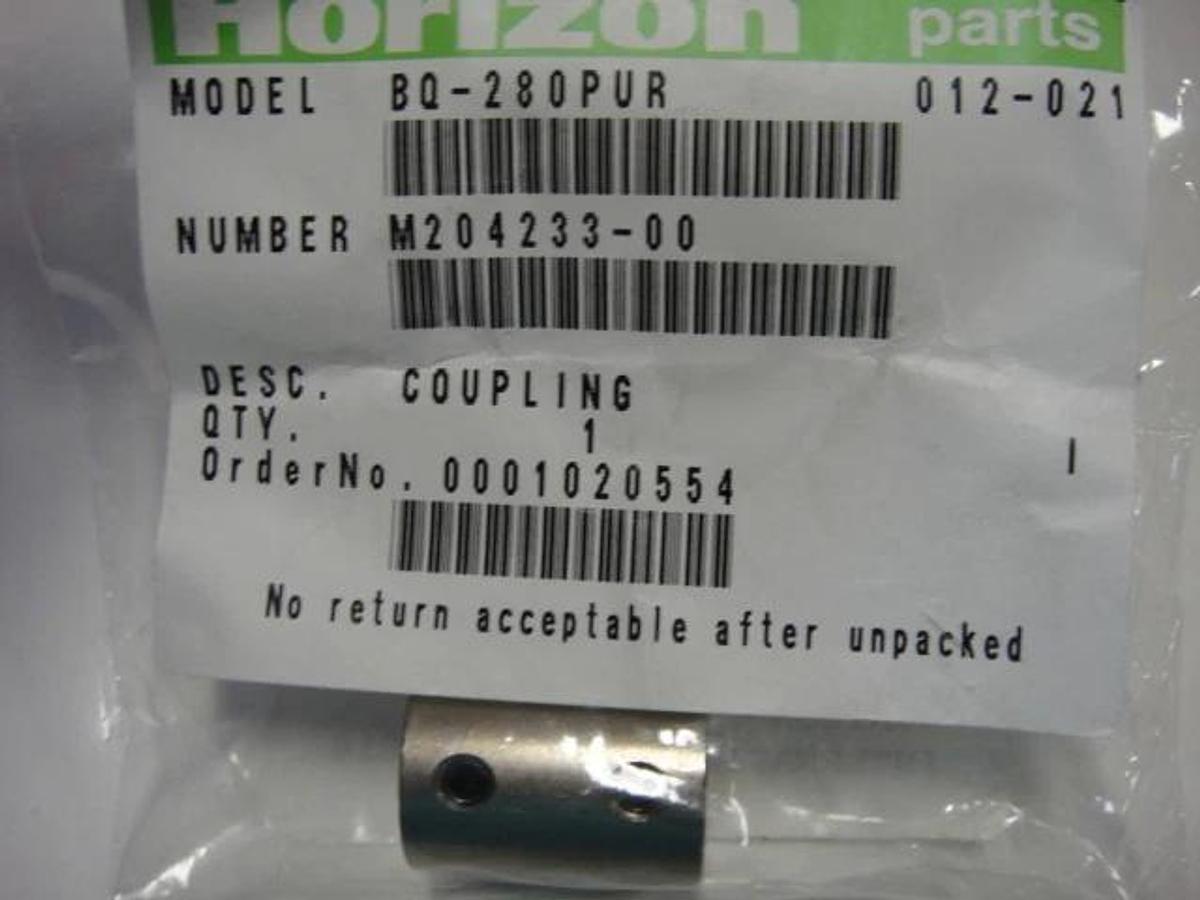 Horizon parts
MODEL BQ-280PUR 012-021
NUMBER M204233-00
DESC. COUPLING
QTY. 1 I
OrderNo. 0001020554
No return acceptable after unpacked